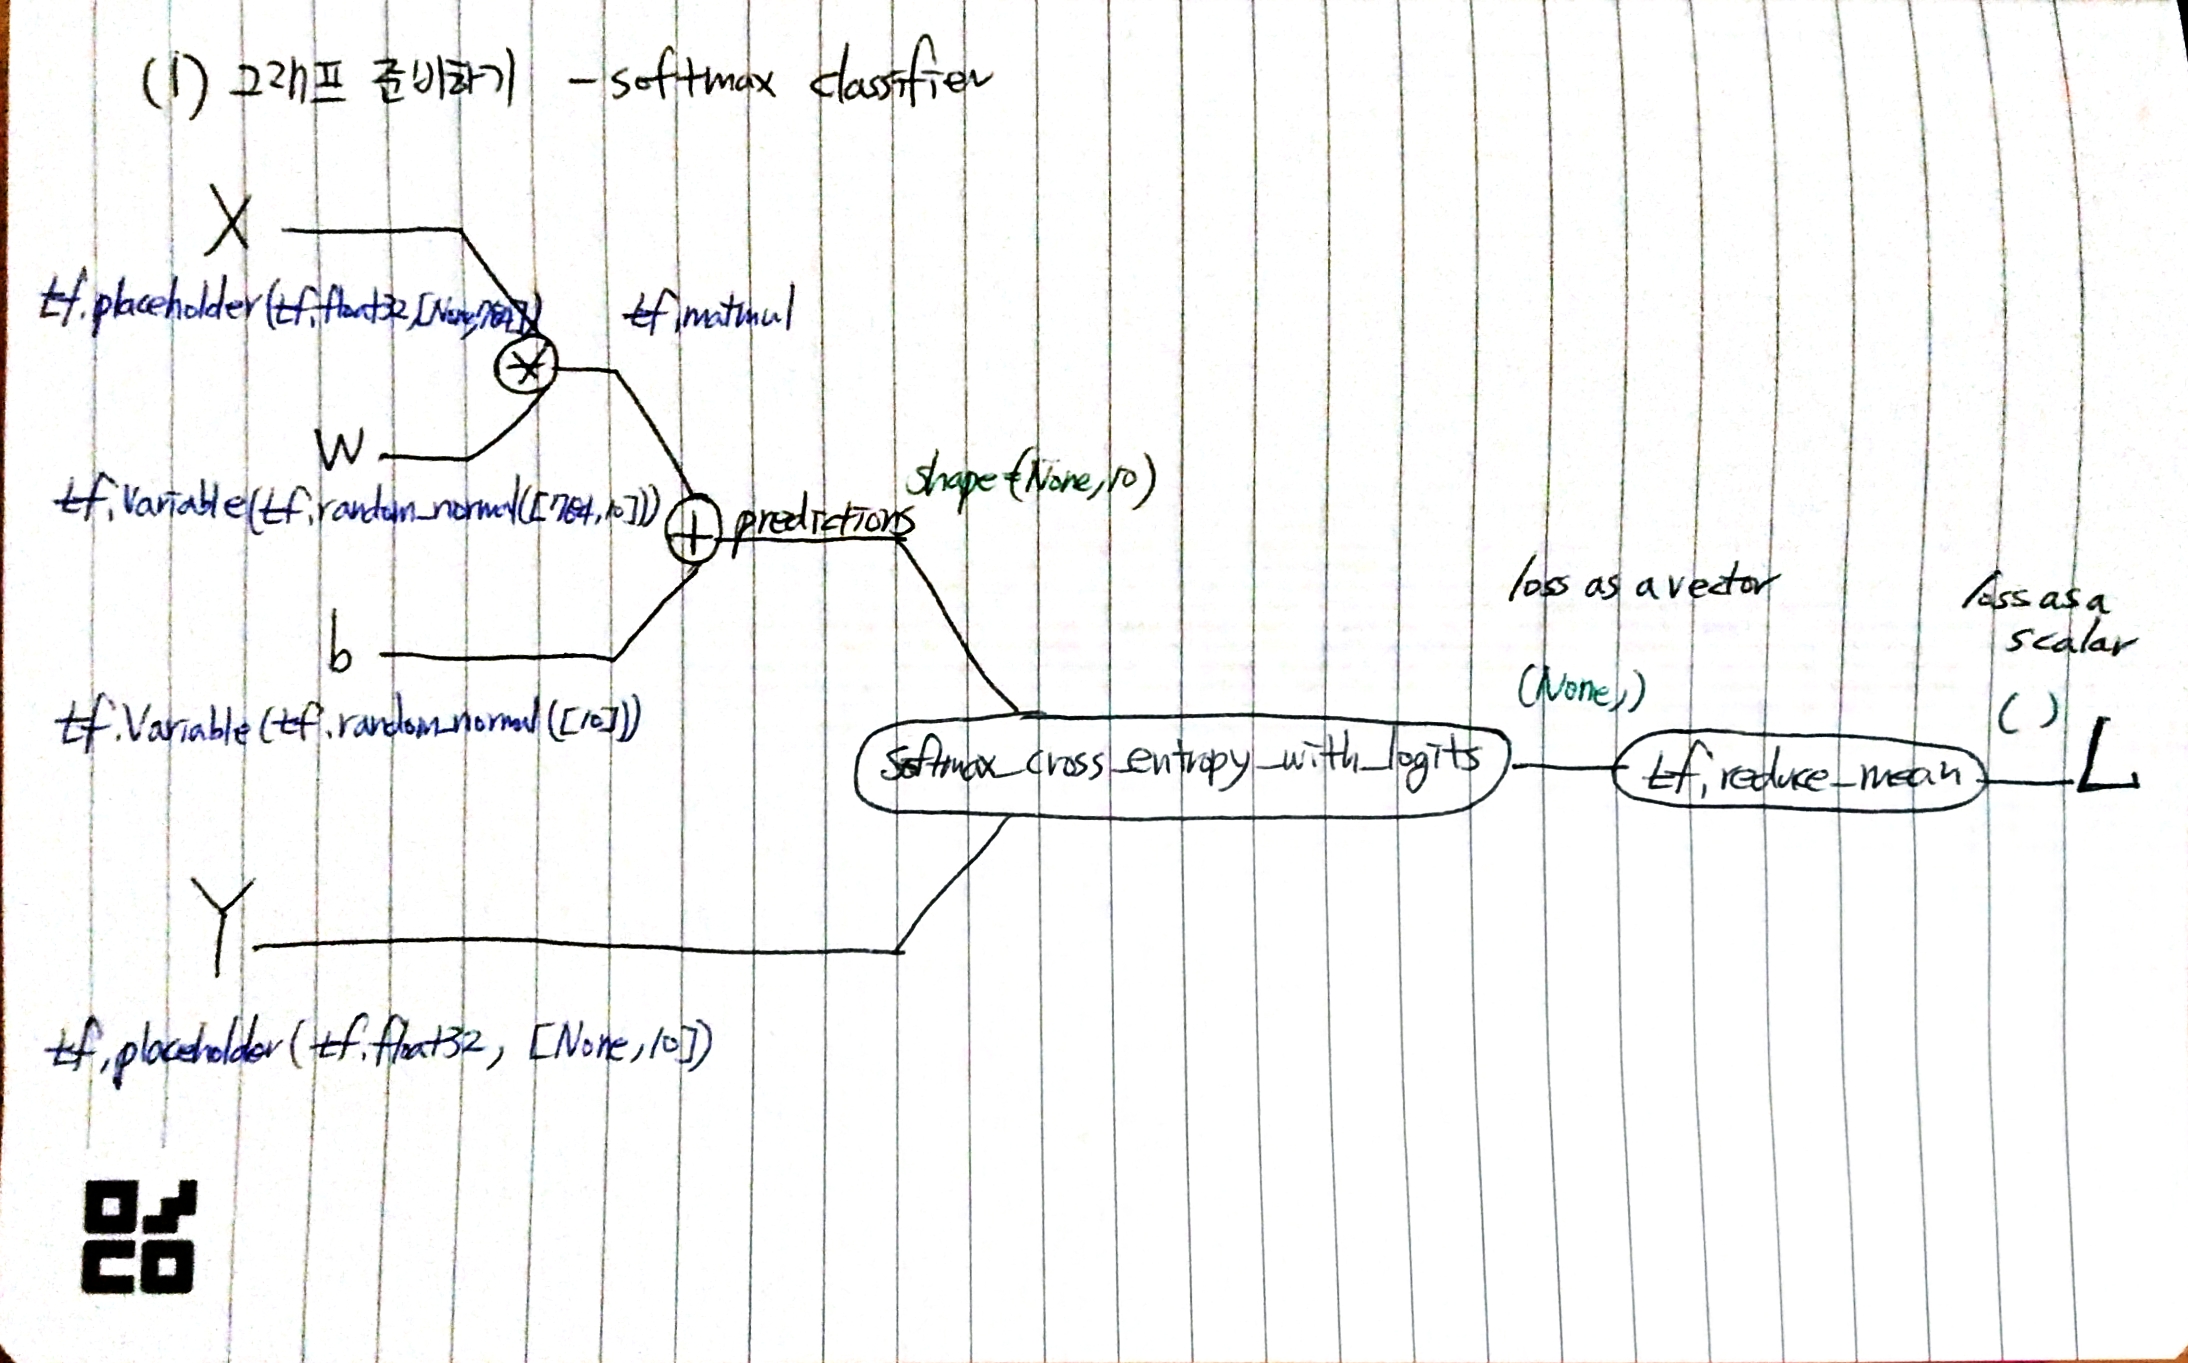 (1) 그래프 준비하기 - softmax classifier
X
tf.placeholder(tf.float32,[None,784])
tf.matmul
*
W
tf.Variable(tf.random_normal([784,10]))
+
predictions
shape=(None,10)
b
tf.Variable(tf.random_normal([10]))
loss as a vector
loss as a
scalar
(None,)
( )
softmax_cross_entropy_with_logits
tf.reduce_mean
L
Y
tf.placeholder(tf.float32, [None,10])